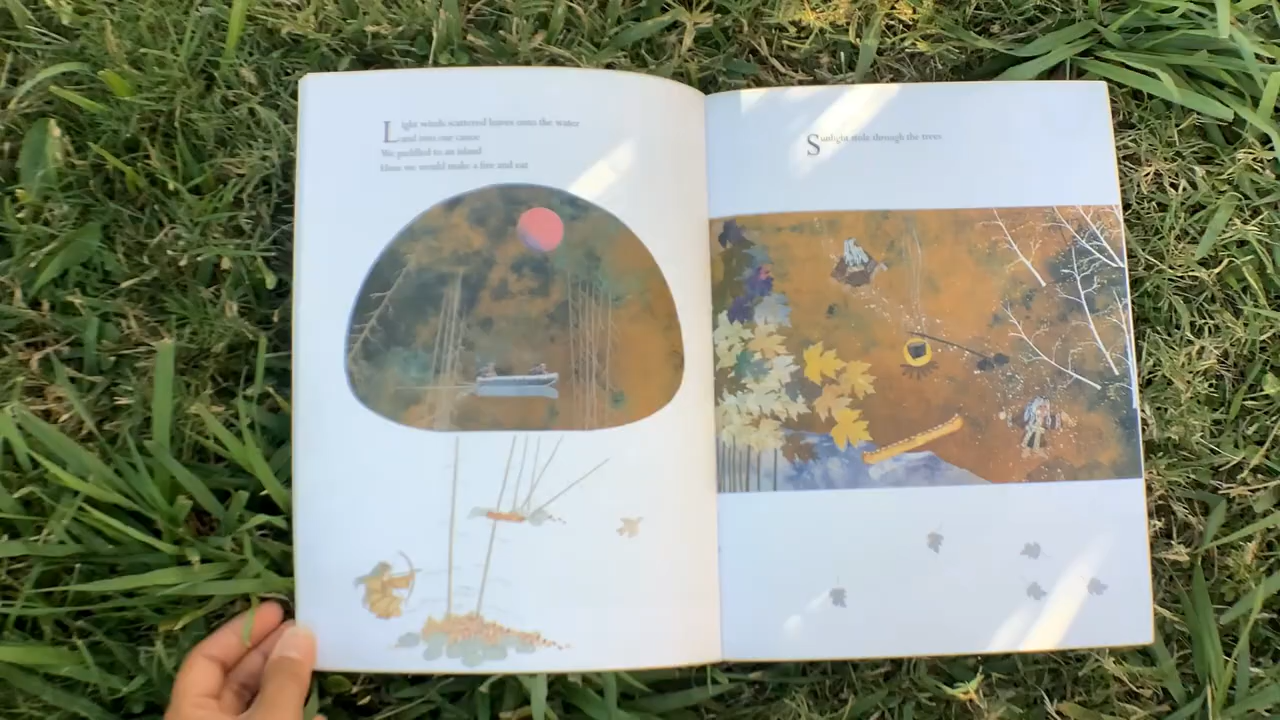 Light winds scattered leaves onto the water
and into our canoe
We paddled to an island
Here we would make a fire and eat
Sunlight stole through the trees